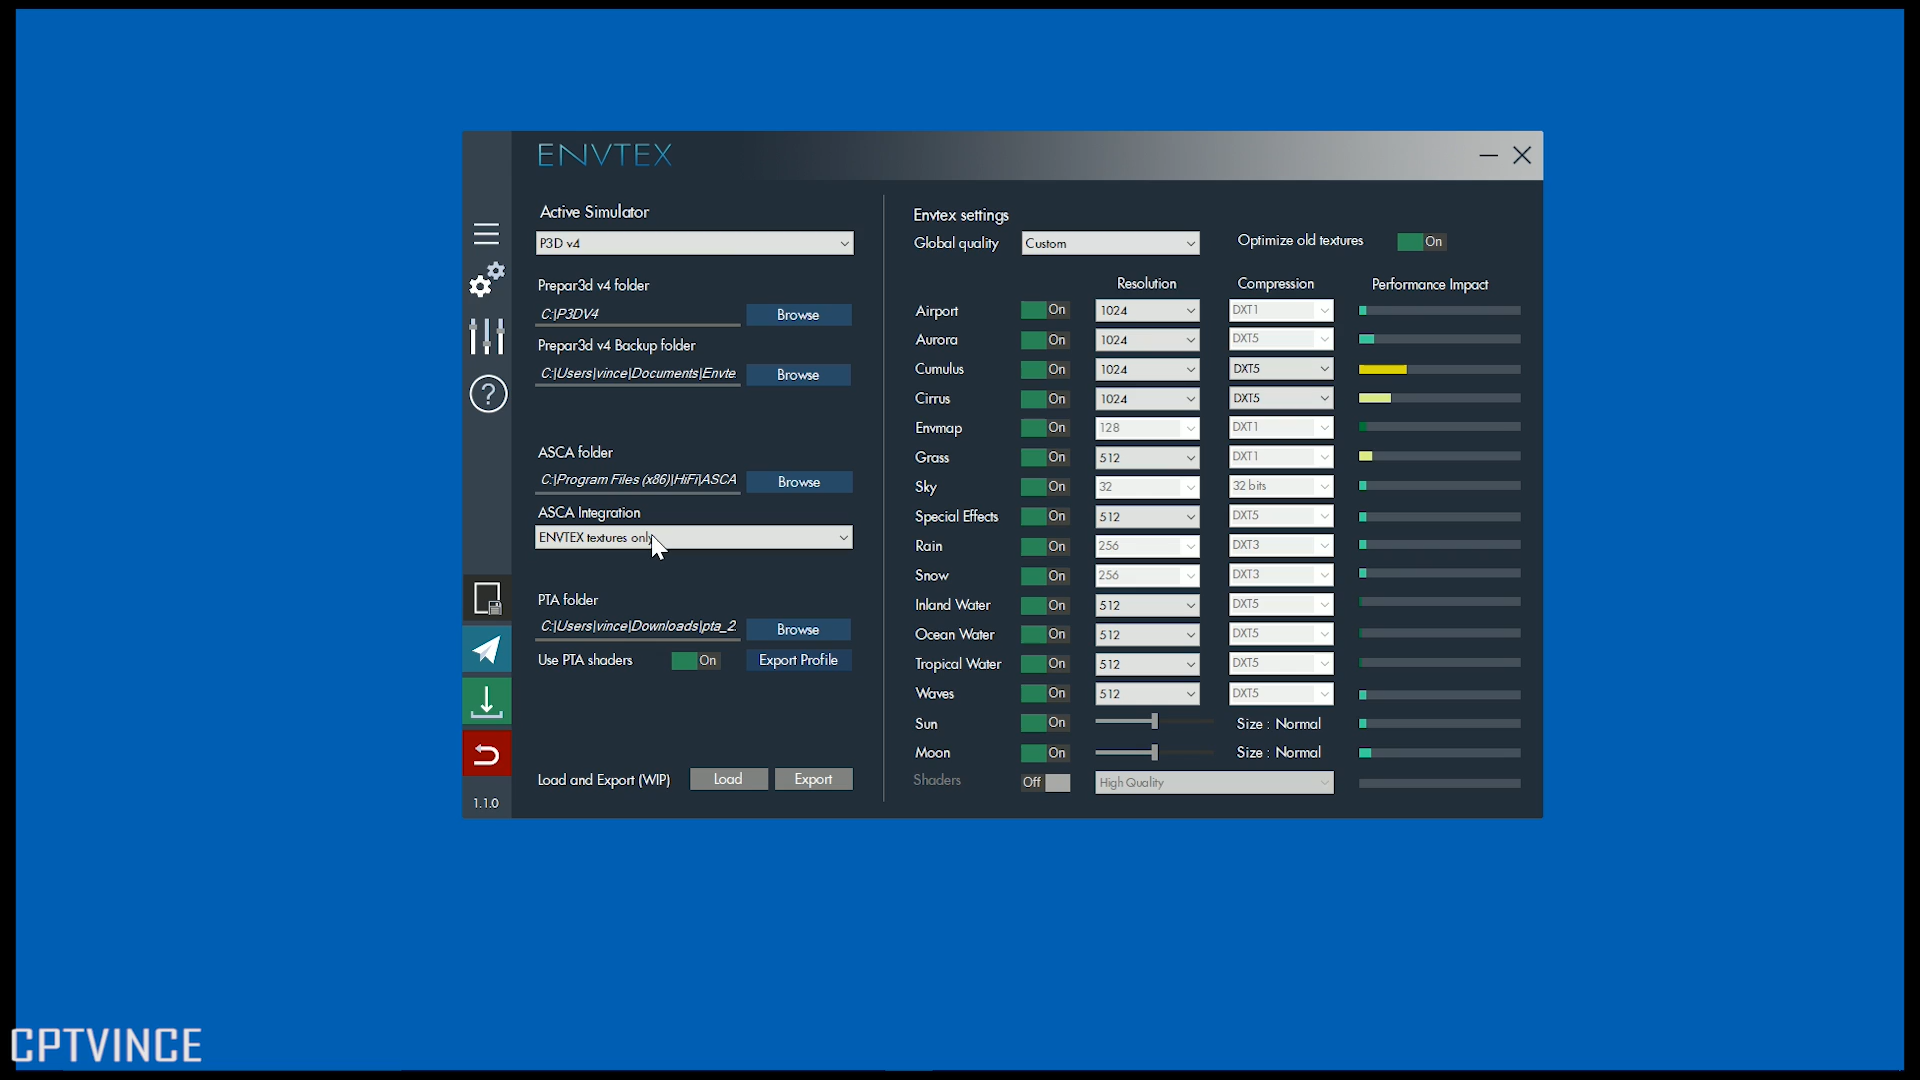 ENVTEX
Active Simulator
P3D v4
Prepar3d v4 folder
C:\P3DV4
Browse
Prepar3d v4 Backup folder
C:\Users\vince\Documents\Envte
Browse
ASCA folder
C:\Program Files (x86)\HiFi\ASCA
Browse
ASCA Integration
ENVTEX textures only
PTA folder
C:\Users\vince\Downloads\pta_2.
Browse
Use PTA shaders On Export Profile
Load and Export (WIP) Load Export
1.1.0
Envtex settings
Global quality Custom Optimize old textures On
Resolution Compression Performance Impact
Airport On 1024 DXT1
Aurora On 1024 DXT5
Cumulus On 1024 DXT5
Cirrus On 1024 DXT5
Envmap On 128 DXT1
Grass On 512 DXT1
Sky On 32 32 bits
Special Effects On 512 DXT5
Rain On 256 DXT3
Snow On 256 DXT3
Inland Water On 512 DXT5
Ocean Water On 512 DXT5
Tropical Water On 512 DXT5
Waves On 512 DXT5
Sun On Size : Normal
Moon On Size : Normal
Shaders Off High Quality
CPTVINCE